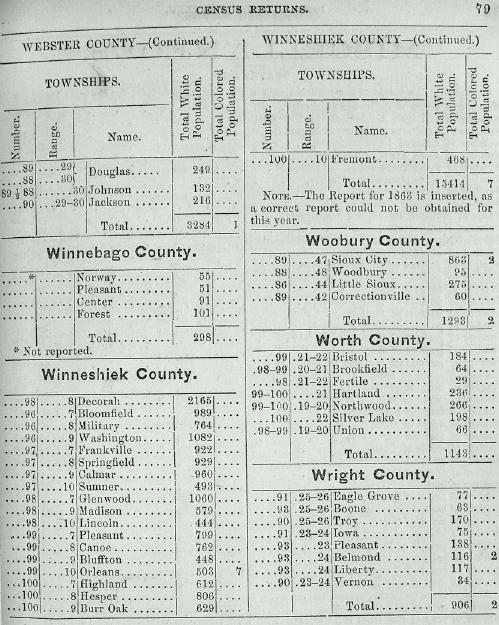 CENSUS RETURNS. 79
WEBSTER COUNTY—(Continued.)
Number. Range. TOWNSHIPS. Name. Total White Population. Total Colored Population.
....89 ....29 Douglas....... 249 ....
....88 ....30
89 ½ 88 .....30 Johnson ....... 132 ....
....90 ..29-30 Jackson ....... 216 ....
Total....... 3284 1
Winnebago County.
.....* ...... Norway........ 55 ....
...... ...... Pleasant....... 51 ....
...... ...... Center ........ 91 ....
...... ...... Forest ........ 101 ....
Total......... 298 ....
* Not reported.
Winneshiek County.
....98 .....8 Decorah ...... 2165 ....
....96 .....7 Bloomfield .... 989 ....
....96 .....8 Military ....... 764 ....
....96 .....9 Washington..... 1082 ....
....97 .....7 Frankville ..... 922 ....
....97 .....8 Springfield ..... 929 ....
....97 .....9 Calmar ........ 960 ....
....97 ....10 Sumner........ 493 ....
....98 .....7 Glenwood ...... 1060 ....
....98 .....9 Madison ....... 579 ....
....98 ....10 Lincoln........ 444 ....
....99 .....7 Pleasant ....... 799 ....
....99 .....8 Canoe ......... 762 ....
....99 .....9 Bluffton ....... 448 ....
....99 ....10 Orleans........ 503 7
...100 .....7 Highland ...... 612 ....
...100 .....8 Hesper ........ 806 ....
...100 .....9 Burr Oak ...... 629 ....
WINNESHIEK COUNTY—(Continued.)
Number. Range. TOWNSHIPS. Name. Total White Population. Total Colored Population.
...100 ....10 Fremont....... 468 ....
Total........ 15414 7
NOTE.—The Report for 1863 is inserted, as
a correct report could not be obtained for
this year.
Woobury County.
....89 ....47 Sioux City ...... 863 2
....88 ....48 Woodbury ..... 95 ....
....86 ....44 Little Sioux..... 275 ....
....89 ....42 Correctionville .. 60 ....
Total........ 1293 2
Worth County.
....99 .21-22 Bristol ........ 184 ....
.98-99 .20-21 Brookfield ..... 64 ....
....98 .21-22 Fertile ........ 29 ....
99-100 ....21 Hartland ...... 236 ....
99-100 .19-20 Northwood..... 266 ....
...100 ....22 Silver Lake .... 198 ....
.98-99 .19-20 Union ......... 66 ....
Total........ 1143 ....
Wright County.
....91 .25-26 Eagle Grove .... 77 ....
....93 .25-26 Boone ........ 63 ....
....90 .25-26 Troy .......... 170 ....
....91 .23-24 Iowa .......... 75 ....
....93 ....23 Pleasant........ 138 ....
....93 ....24 Belmond ....... 116 2
....93 ....24 Liberty........ 117 ....
....90 .23-24 Vernon ........ 34 ....
Total........ 906 2